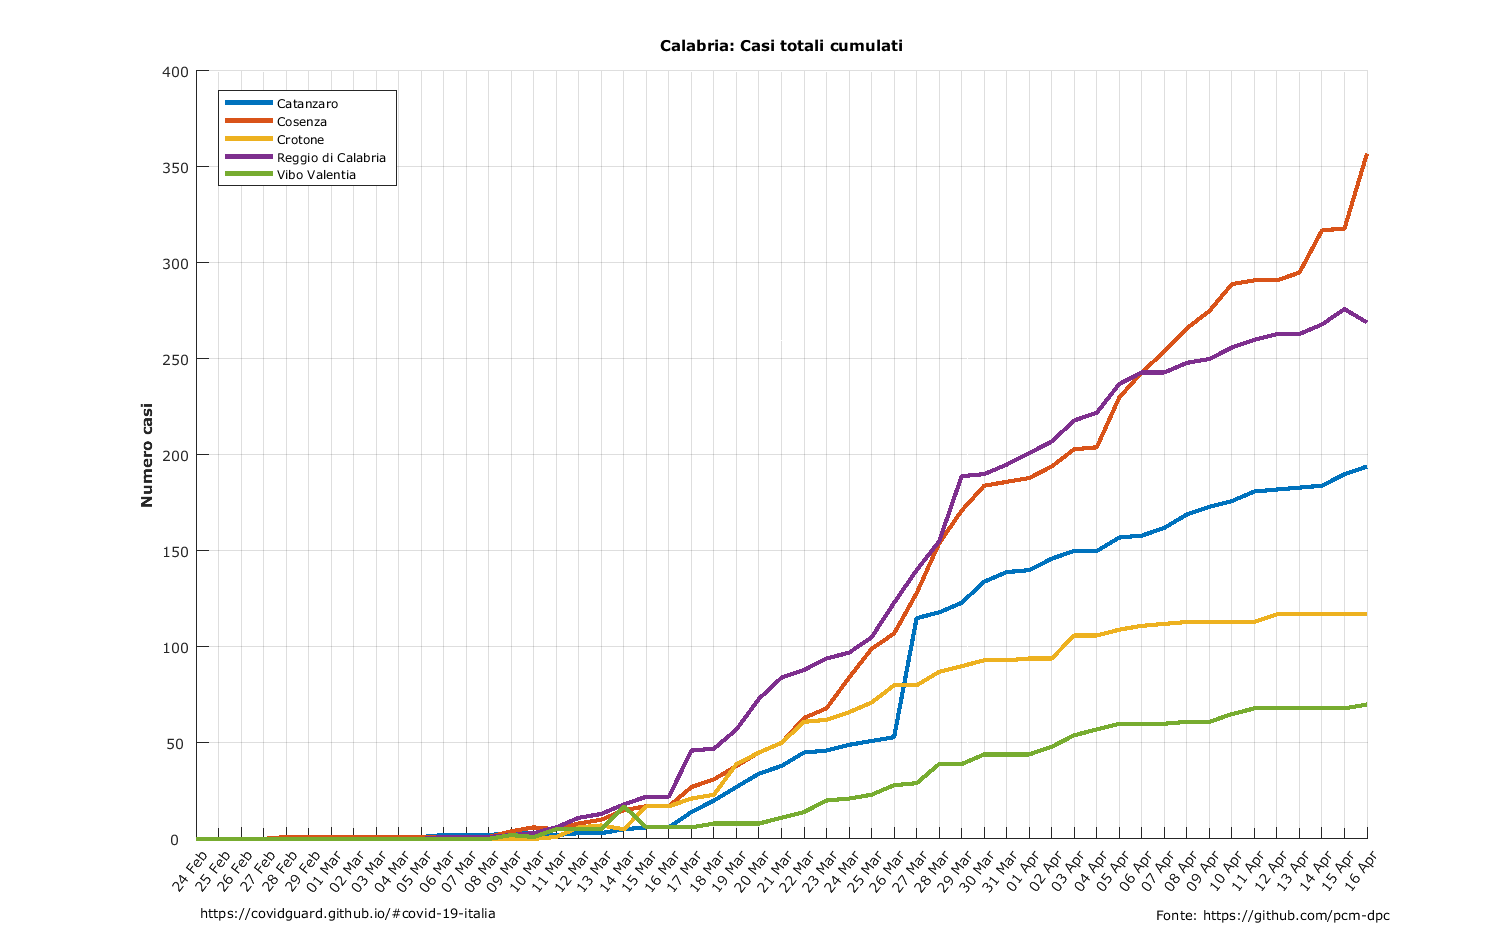 Calabria: Casi totali cumulati
400
350
300
250
200
150
100
50
0
Numero casi
Catanzaro
Cosenza
Crotone
Reggio di Calabria
Vibo Valentia
24 Feb
25 Feb
26 Feb
27 Feb
28 Feb
29 Feb
01 Mar
02 Mar
03 Mar
04 Mar
05 Mar
06 Mar
07 Mar
08 Mar
09 Mar
10 Mar
11 Mar
12 Mar
13 Mar
14 Mar
15 Mar
16 Mar
17 Mar
18 Mar
19 Mar
20 Mar
21 Mar
22 Mar
23 Mar
24 Mar
25 Mar
26 Mar
27 Mar
28 Mar
29 Mar
30 Mar
31 Mar
01 Apr
02 Apr
03 Apr
04 Apr
05 Apr
06 Apr
07 Apr
08 Apr
09 Apr
10 Apr
11 Apr
12 Apr
13 Apr
14 Apr
15 Apr
16 Apr
https://covidguard.github.io/#covid-19-italia
Fonte: https://github.com/pcm-dpc